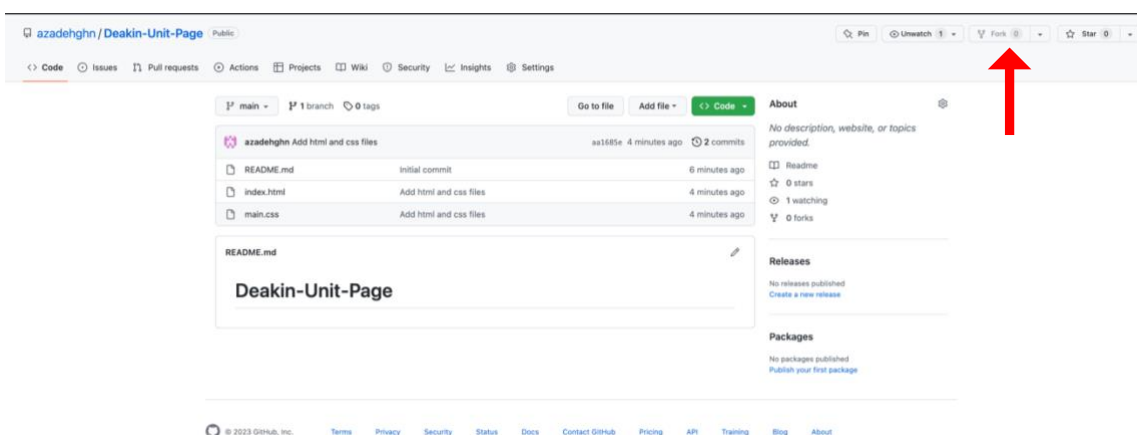 azadehghn / Deakin-Unit-Page Public Pin Unwatch 1 Fork 0 Star 0
<> Code Issues Pull requests Actions Projects Wiki Security Insights Settings
main 1 branch 0 tags Go to file Add file <> Code
azadehghn Add html and css files aa1685e 4 minutes ago 2 commits
README.md Initial commit 6 minutes ago
index.html Add html and css files 4 minutes ago
main.css Add html and css files 4 minutes ago
README.md
Deakin-Unit-Page
About
No description, website, or topics
provided.
Readme
0 stars
1 watching
0 forks
Releases
No releases published
Create a new release
Packages
No packages published
Publish your first package
© 2023 GitHub, Inc. Terms Privacy Security Status Docs Contact GitHub Pricing API Training Blog About